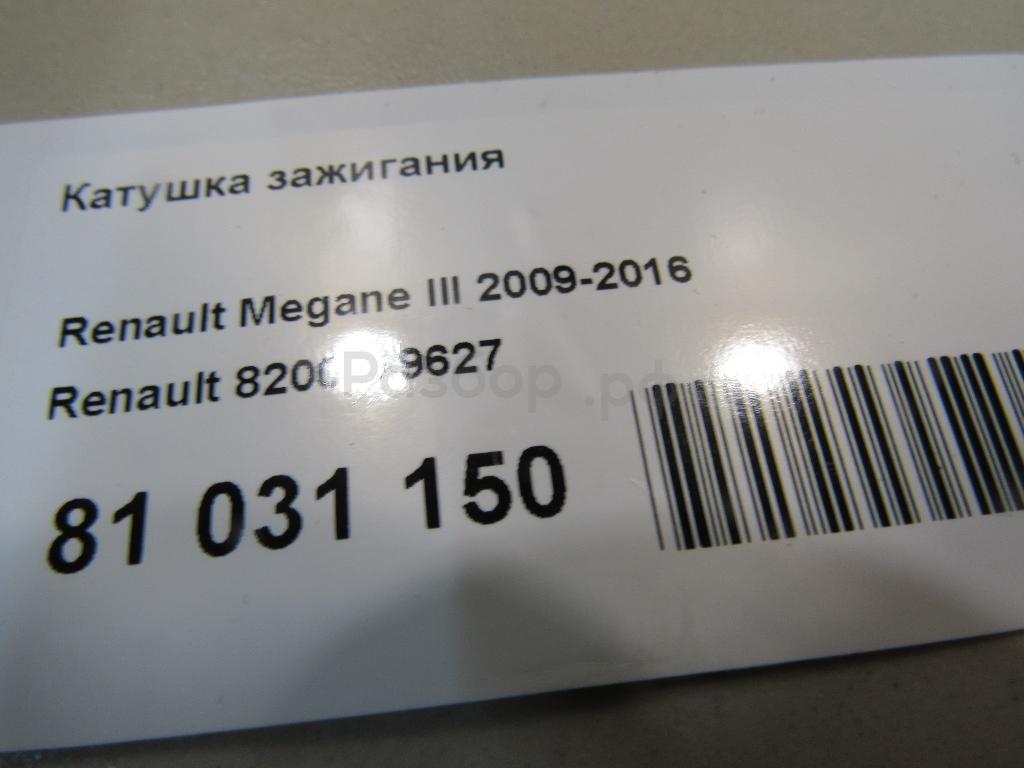 Катушка зажигания
Renault Megane III 2009-2016
Renault
81 031 150